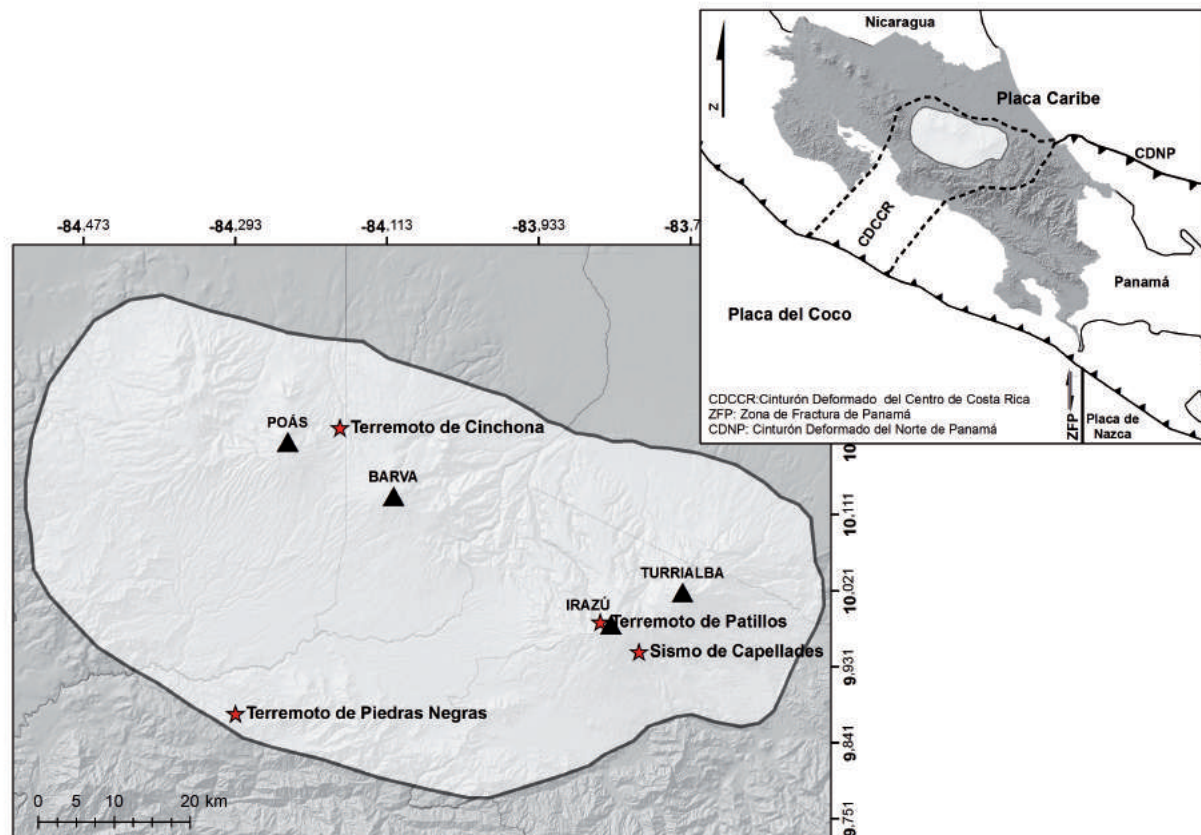 Nicaragua
Z
Placa Caribe
CDNP
CDCCR
Panamá
Placa del Coco
CDCCR:Cinturón Deformado del Centro de Costa Rica
ZFP: Zona de Fractura de Panamá
CDNP: Cinturón Deformado del Norte de Panamá
ZFP
Placa de
Nazca
-84.473
-84.293
-84.113
-83.933
-83.7
POÁS
Terremoto de Cinchona
BARVA
10.111
TURRIALBA
10.021
IRAZÚ
Terremoto de Patillos
Sismo de Capellades
9.931
Terremoto de Piedras Negras
9.841
0 5 10 20 km
9.751